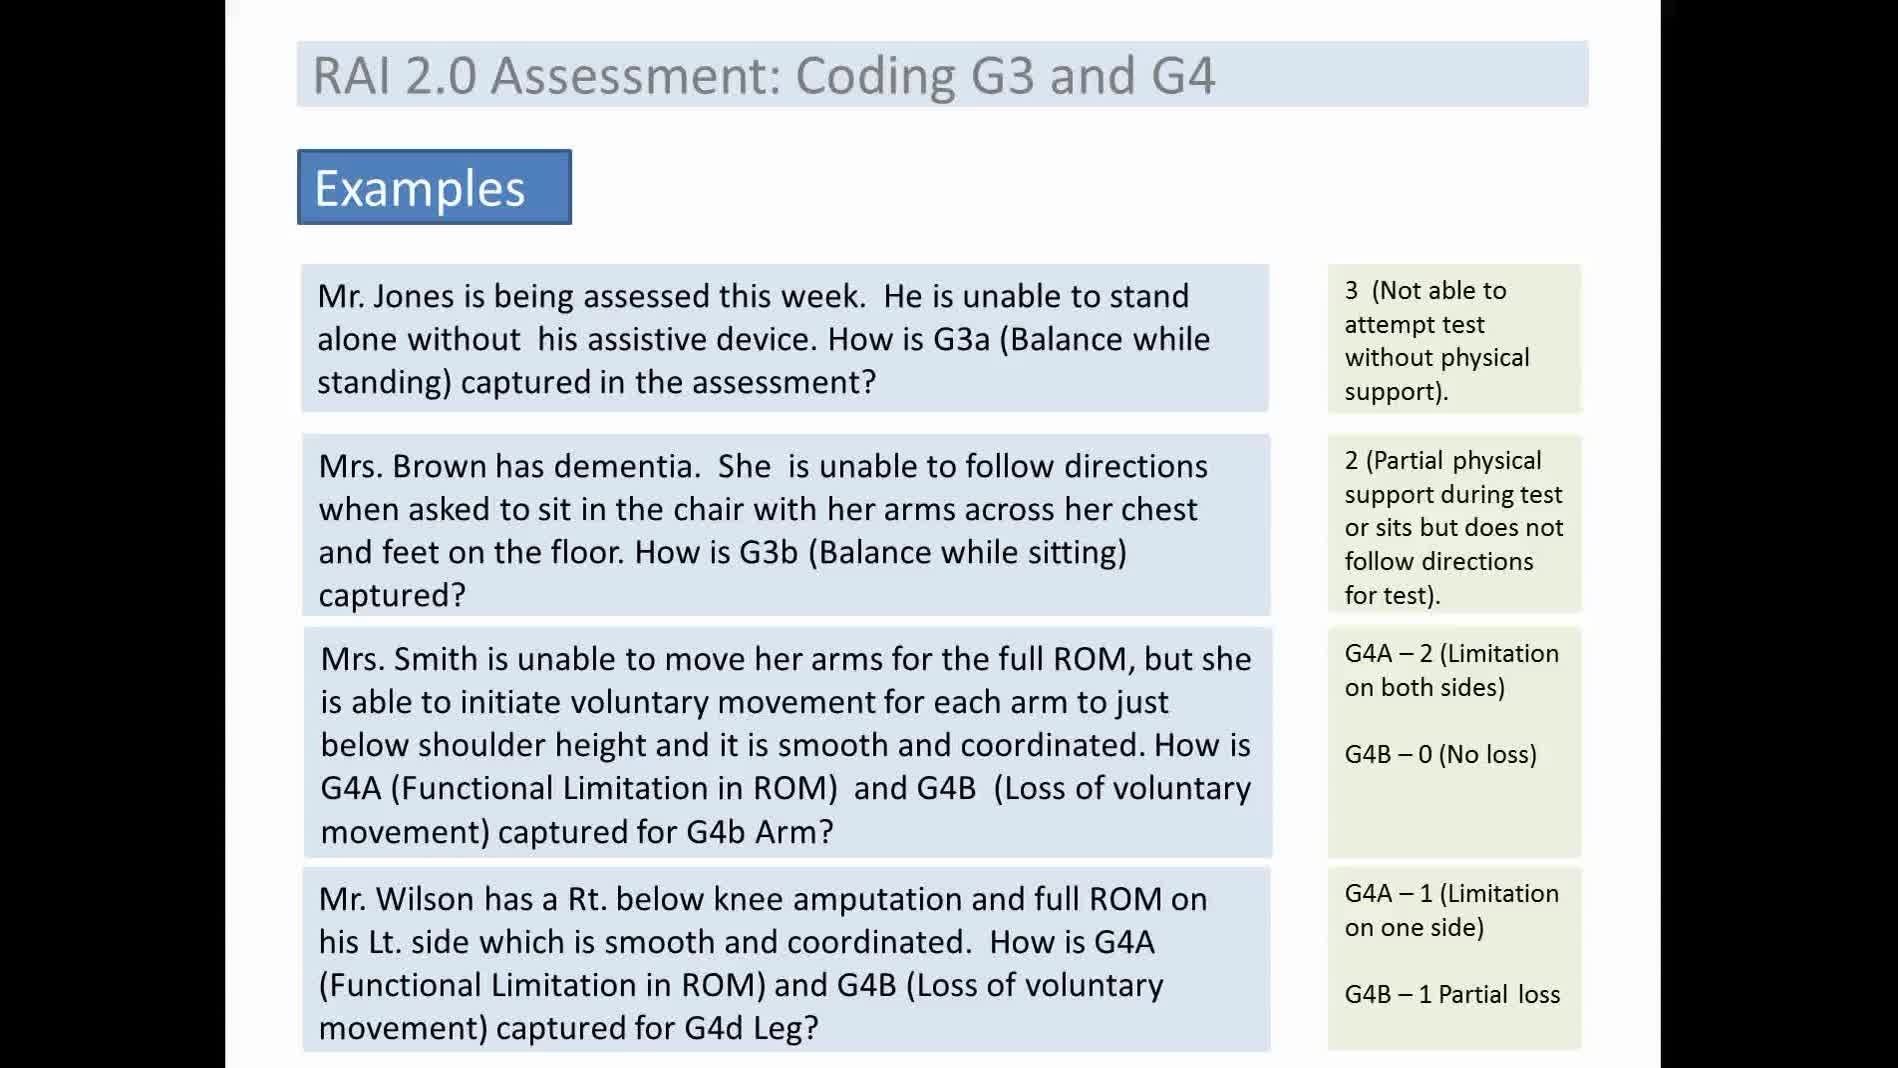 RAI 2.0 Assessment: Coding G3 and G4
Examples
Mr. Jones is being assessed this week. He is unable to stand
alone without his assistive device. How is G3a (Balance while
standing) captured in the assessment?
3 (Not able to
attempt test
without physical
support).
Mrs. Brown has dementia. She is unable to follow directions
when asked to sit in the chair with her arms across her chest
and feet on the floor. How is G3b (Balance while sitting)
captured?
2 (Partial physical
support during test
or sits but does not
follow directions
for test).
Mrs. Smith is unable to move her arms for the full ROM, but she
is able to initiate voluntary movement for each arm to just
below shoulder height and it is smooth and coordinated. How is
G4A (Functional Limitation in ROM) and G4B (Loss of voluntary
movement) captured for G4b Arm?
G4A – 2 (Limitation
on both sides)
G4B – 0 (No loss)
Mr. Wilson has a Rt. below knee amputation and full ROM on
his Lt. side which is smooth and coordinated. How is G4A
(Functional Limitation in ROM) and G4B (Loss of voluntary
movement) captured for G4d Leg?
G4A – 1 (Limitation
on one side)
G4B – 1 Partial loss